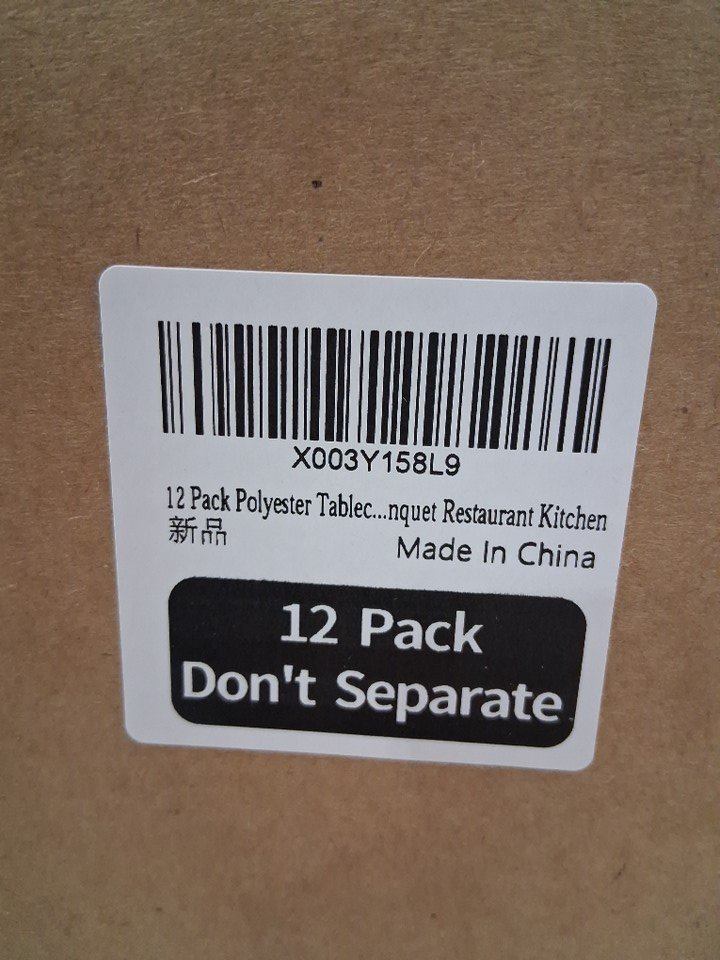 X003Y158L9
12 Pack Polyester Tablec...nquet Restaurant Kitchen
新品
Made In China
12 Pack
Don't Separate